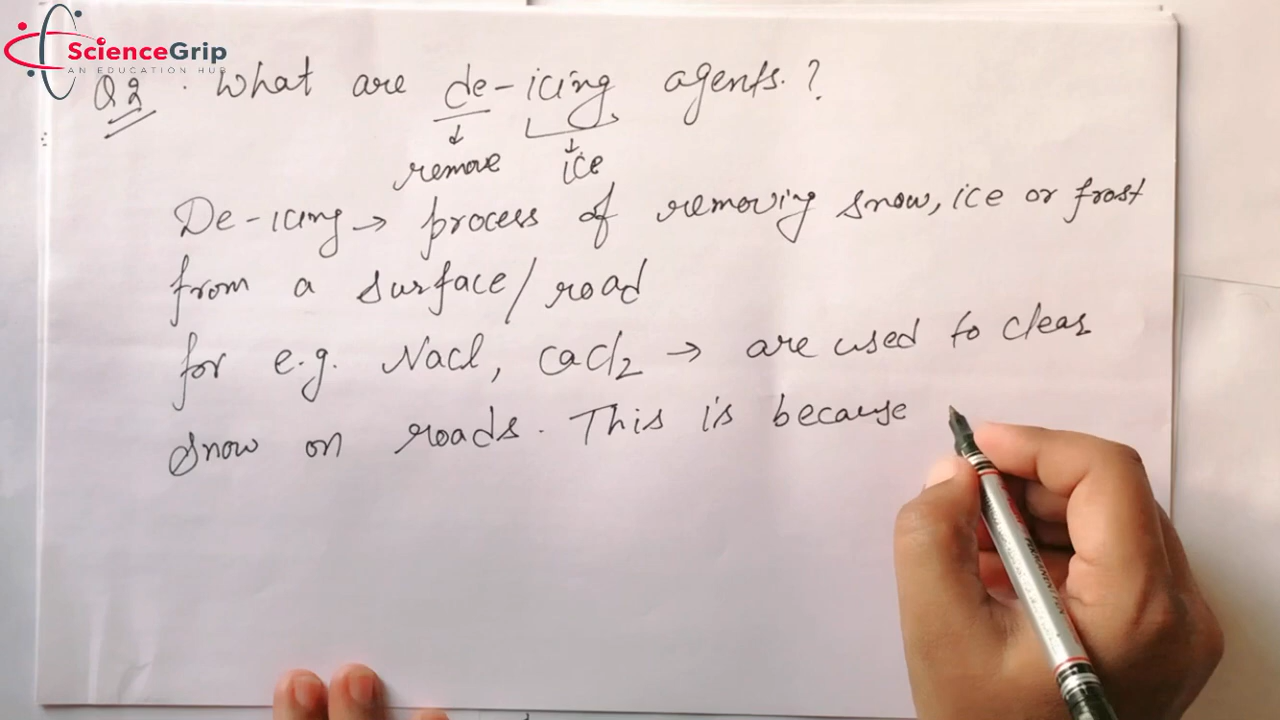 ScienceGrip
AN EDUCATION HUB
Q2. What are de-icing agents.?
remove ice
De-icing → process of removing snow, ice or frost
from a surface/road
for e.g. NaCl, CaCl2 → are used to clear
snow on roads. This is because